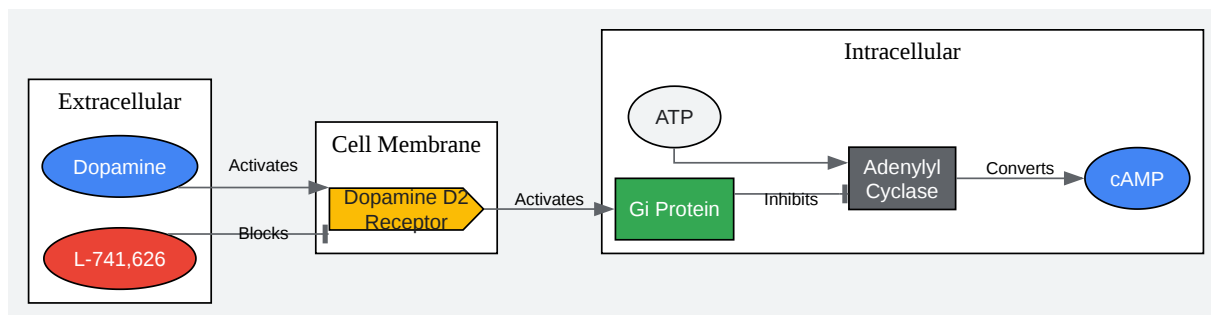 Extracellular
Dopamine
L-741,626
Activates
Blocks
Cell Membrane
Dopamine D2
Receptor
Activates
Intracellular
ATP
Gi Protein
Inhibits
Adenylyl
Cyclase
Converts
cAMP